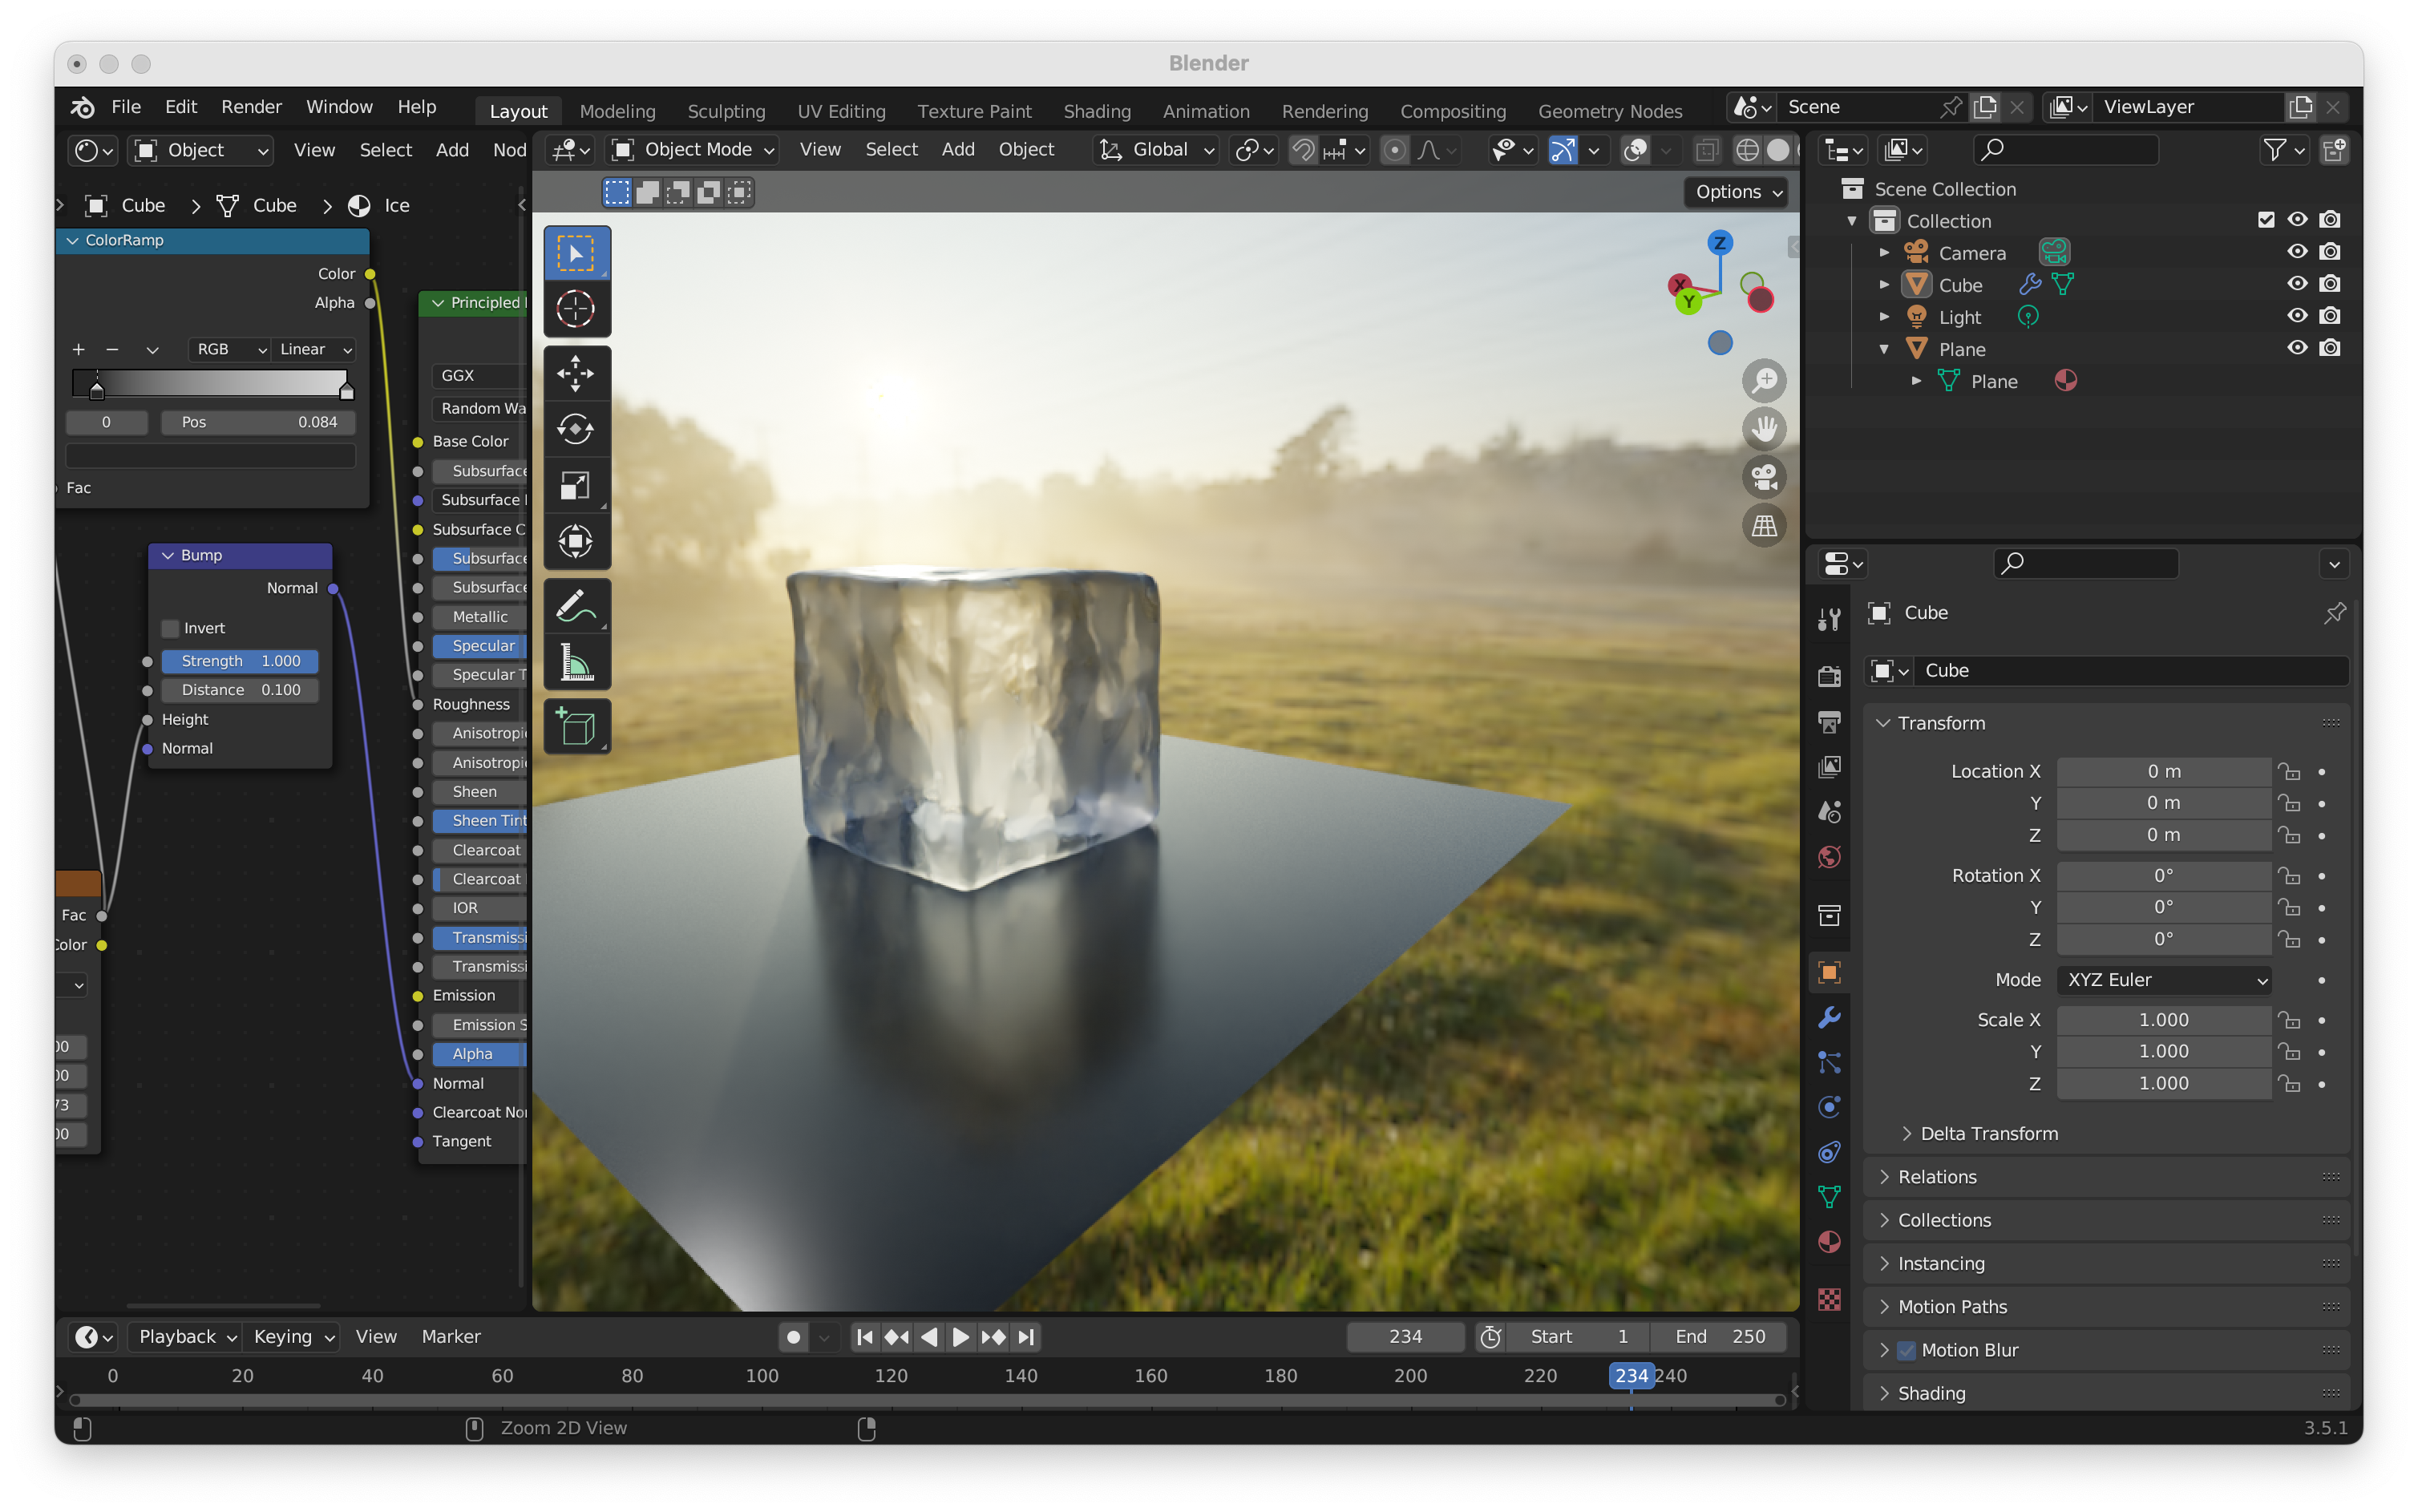 Blender
File Edit Render Window Help Layout Modeling Sculpting UV Editing Texture Paint Shading Animation Rendering Compositing Geometry Nodes Scene ViewLayer
Object View Select Add Nod
Object Mode View Select Add Object Global
Options
Cube > Cube > Ice
ColorRamp
Color
Alpha
+ − RGB Linear
0 Pos 0.084
Fac
Bump
Normal
Invert
Strength 1.000
Distance 0.100
Height
Normal
Fac
Color
00
00
73
00
Principled
GGX
Random Wa
Base Color
Subsurface
Subsurface
Subsurface C
Subsurface
Subsurface
Metallic
Specular
Specular T
Roughness
Anisotropi
Anisotropi
Sheen
Sheen Tint
Clearcoat
Clearcoat
IOR
Transmissi
Transmissi
Emission
Emission S
Alpha
Normal
Clearcoat No
Tangent
Z
X
Y
Scene Collection
Collection
Camera
Cube
Light
Plane
Plane
Cube
Cube
Transform
Location X 0 m
Y 0 m
Z 0 m
Rotation X 0°
Y 0°
Z 0°
Mode XYZ Euler
Scale X 1.000
Y 1.000
Z 1.000
Delta Transform
Relations
Collections
Instancing
Motion Paths
Motion Blur
Shading
Playback Keying View Marker 234 Start 1 End 250
0 20 40 60 80 100 120 140 160 180 200 220 234 240
Zoom 2D View 3.5.1